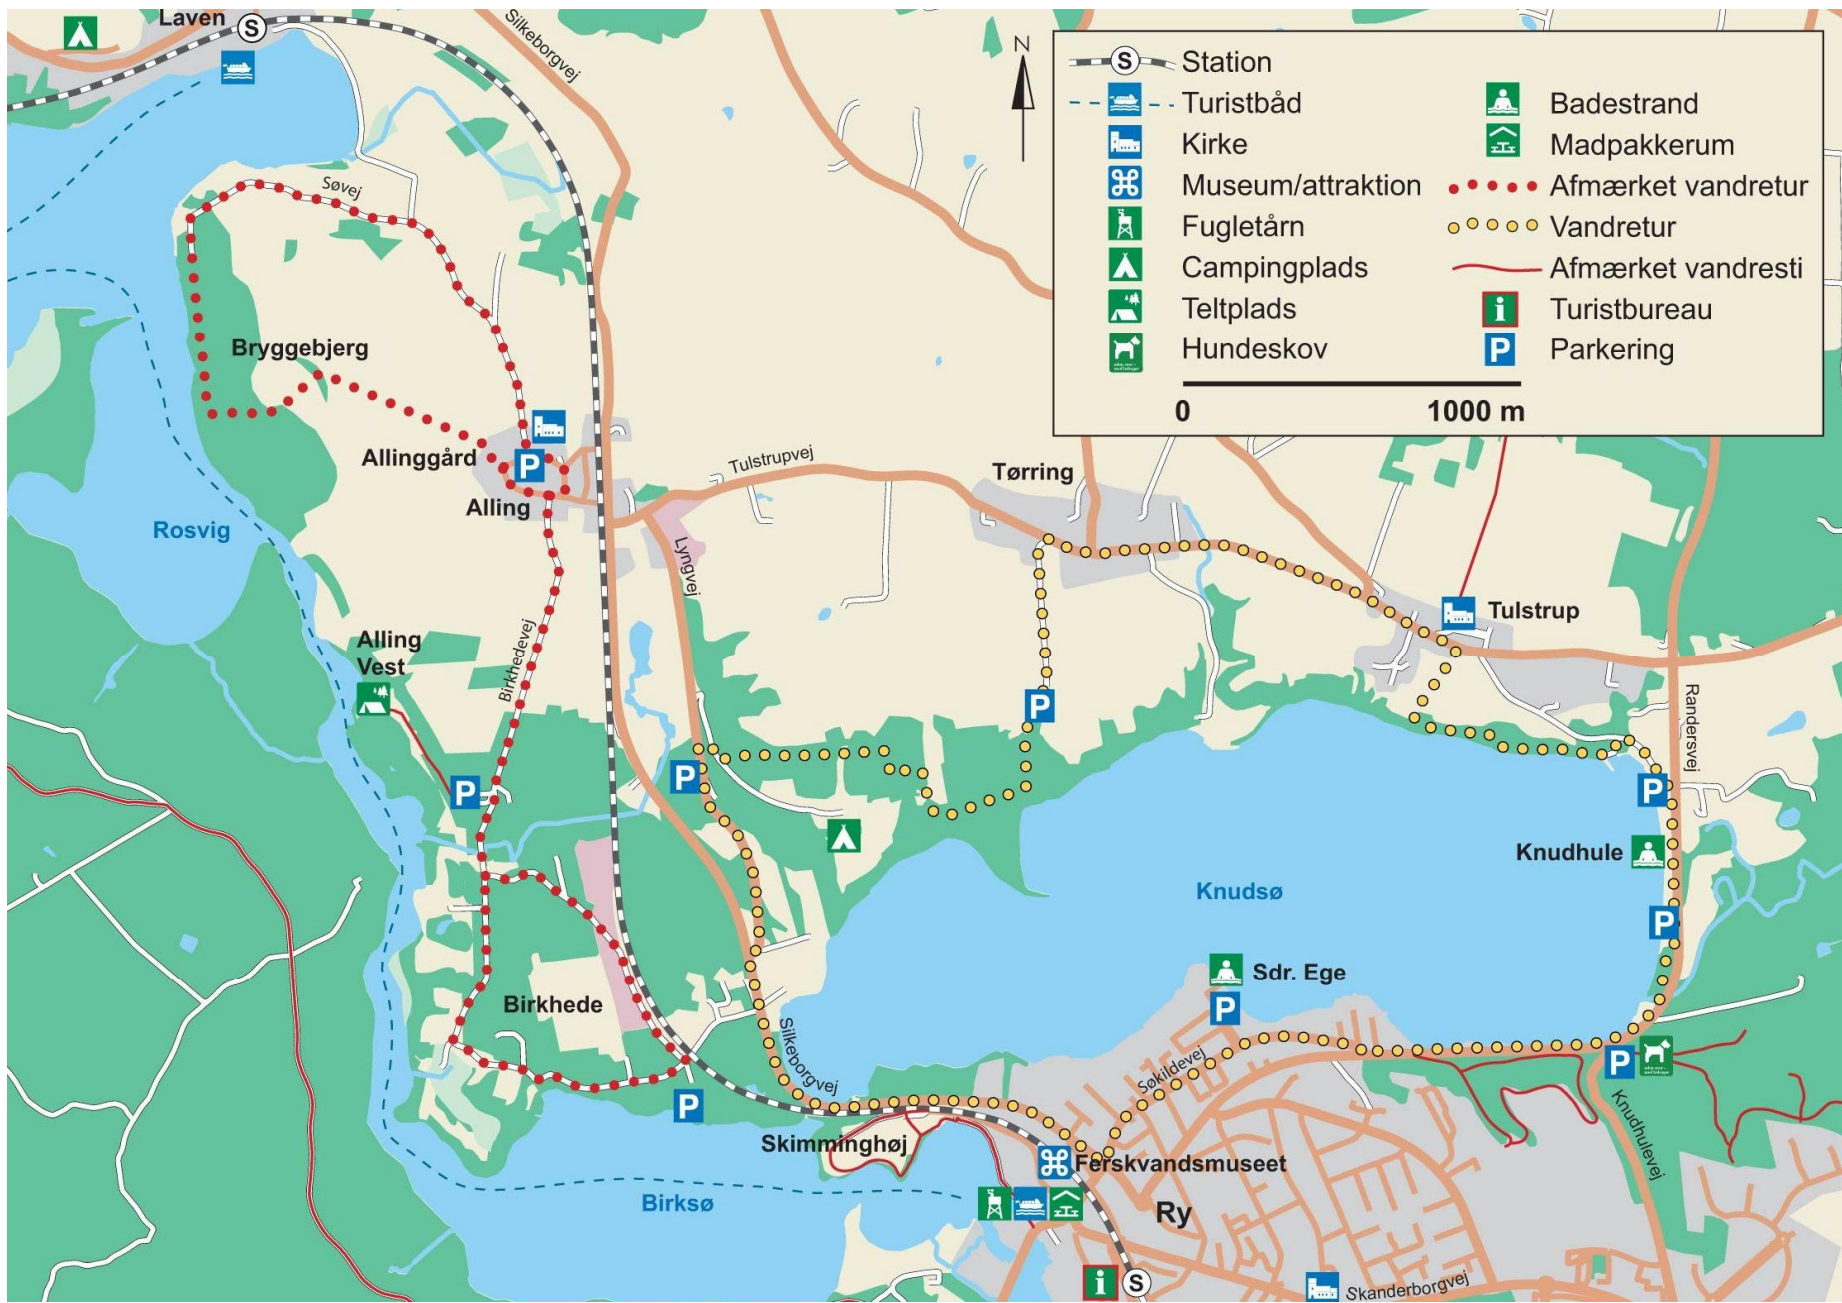 Laven
S
Silkeborgvej
N
S
Station
Turistbåd
Kirke
Museum/attraktion
Fugletårn
Campingplads
Teltplads
Hundeskov
Badestrand
Madpakkerum
Afmærket vandretur
Vandretur
Afmærket vandresti
i
Turistbureau
P
Parkering
0
1000 m
Søvej
Bryggebjerg
Allinggård
P
Alling
Tulstrupvej
Tørring
Rosvig
Lyngvej
Tulstrup
Alling
Vest
Birkhedevej
P
Randersvej
P
P
P
Knudhule
Knudsø
P
Sdr. Ege
P
Birkhede
Silkeborgvej
Søkildevej
P
P
Knudhulevej
Skimminghøj
Ferskvandsmuseet
Birksø
Ry
i
S
Skanderborgvej